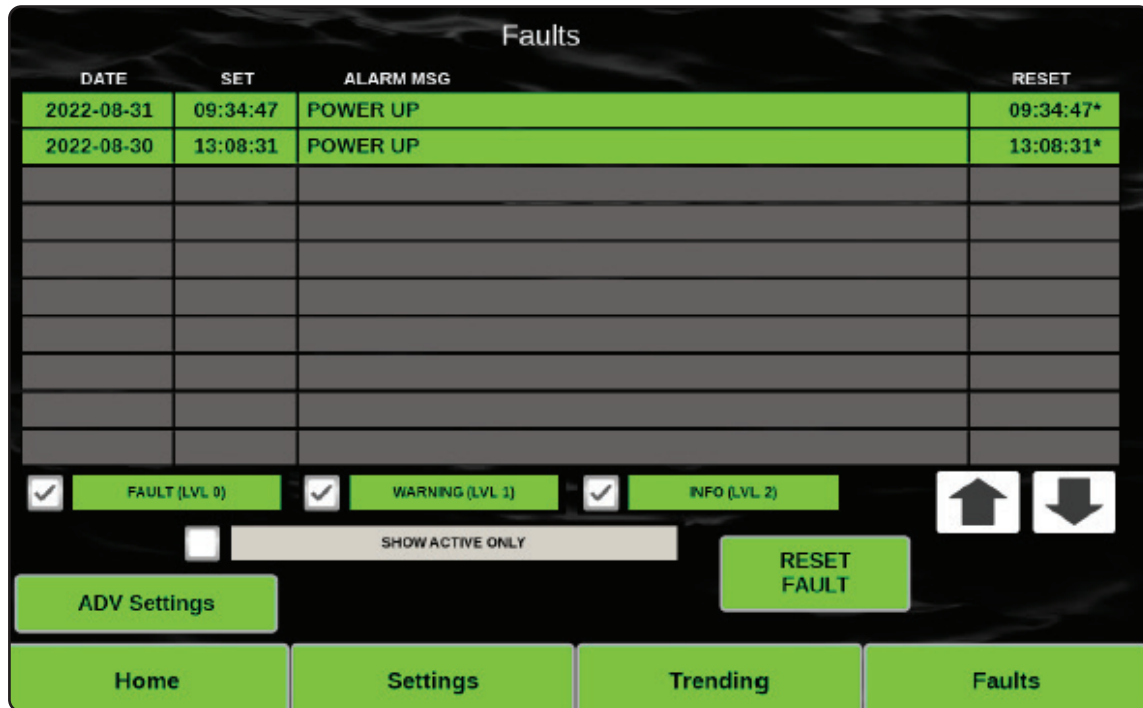 Faults
DATE SET ALARM MSG RESET
2022-08-31 09:34:47 POWER UP 09:34:47*
2022-08-30 13:08:31 POWER UP 13:08:31*
FAULT (LVL 0) WARNING (LVL 1) INFO (LVL 2)
SHOW ACTIVE ONLY
RESET
FAULT
ADV Settings
Home Settings Trending Faults